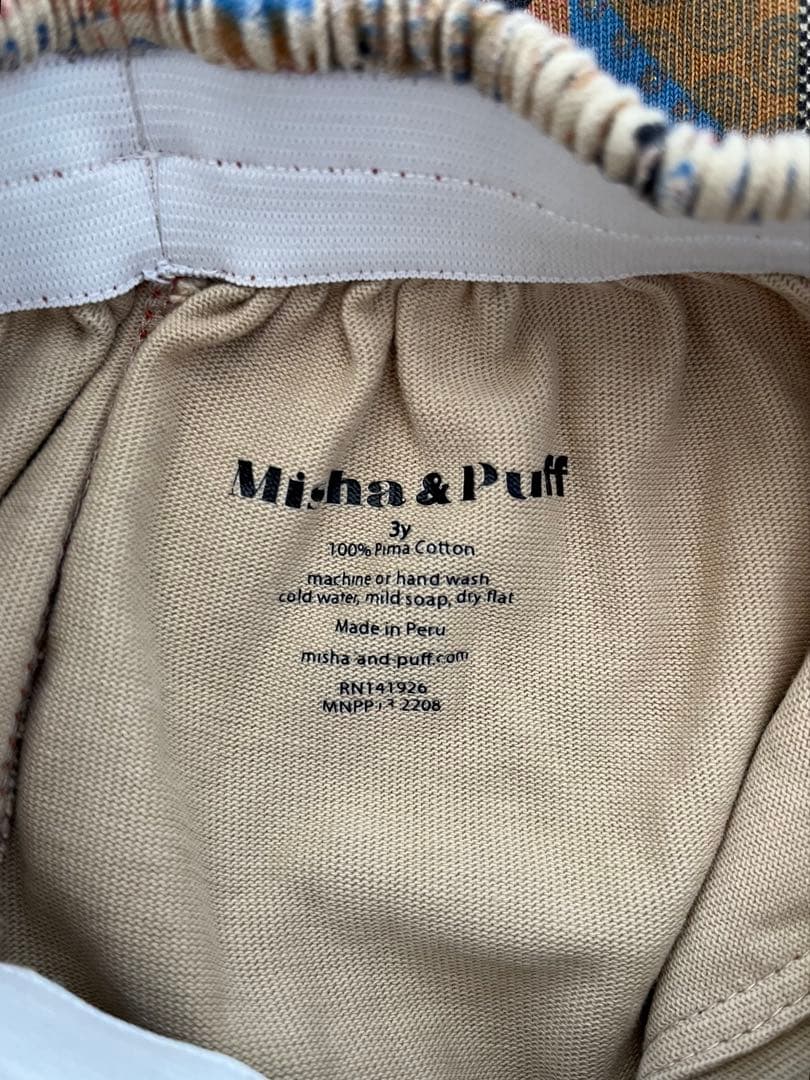 Misha & Puff
3y
100% Pima Cotton
machine or hand wash
cold water, mild soap, dry flat
Made in Peru
misha and puff.com
RN141926
2208